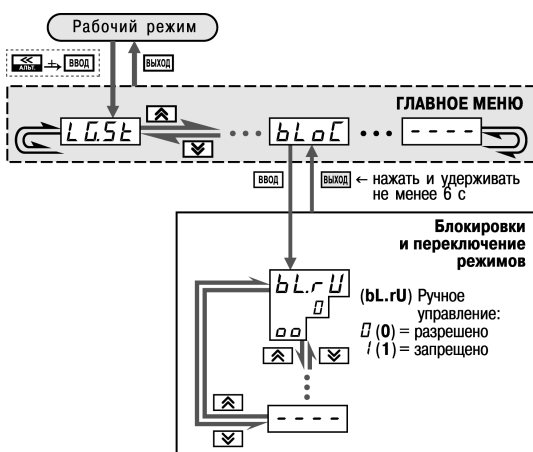 Рабочий режим
АЛЬТ. + ВВОД
ВЫХОД
ГЛАВНОЕ МЕНЮ
LG.St ... bLoC ... - - - -
ВВОД
ВЫХОД ← нажать и удерживать
не менее 6 с
Блокировки
и переключение
режимов
bL.rU
0
oo
(bL.rU) Ручное
управление:
0 (0) = разрешено
1 (1) = запрещено
- - - -